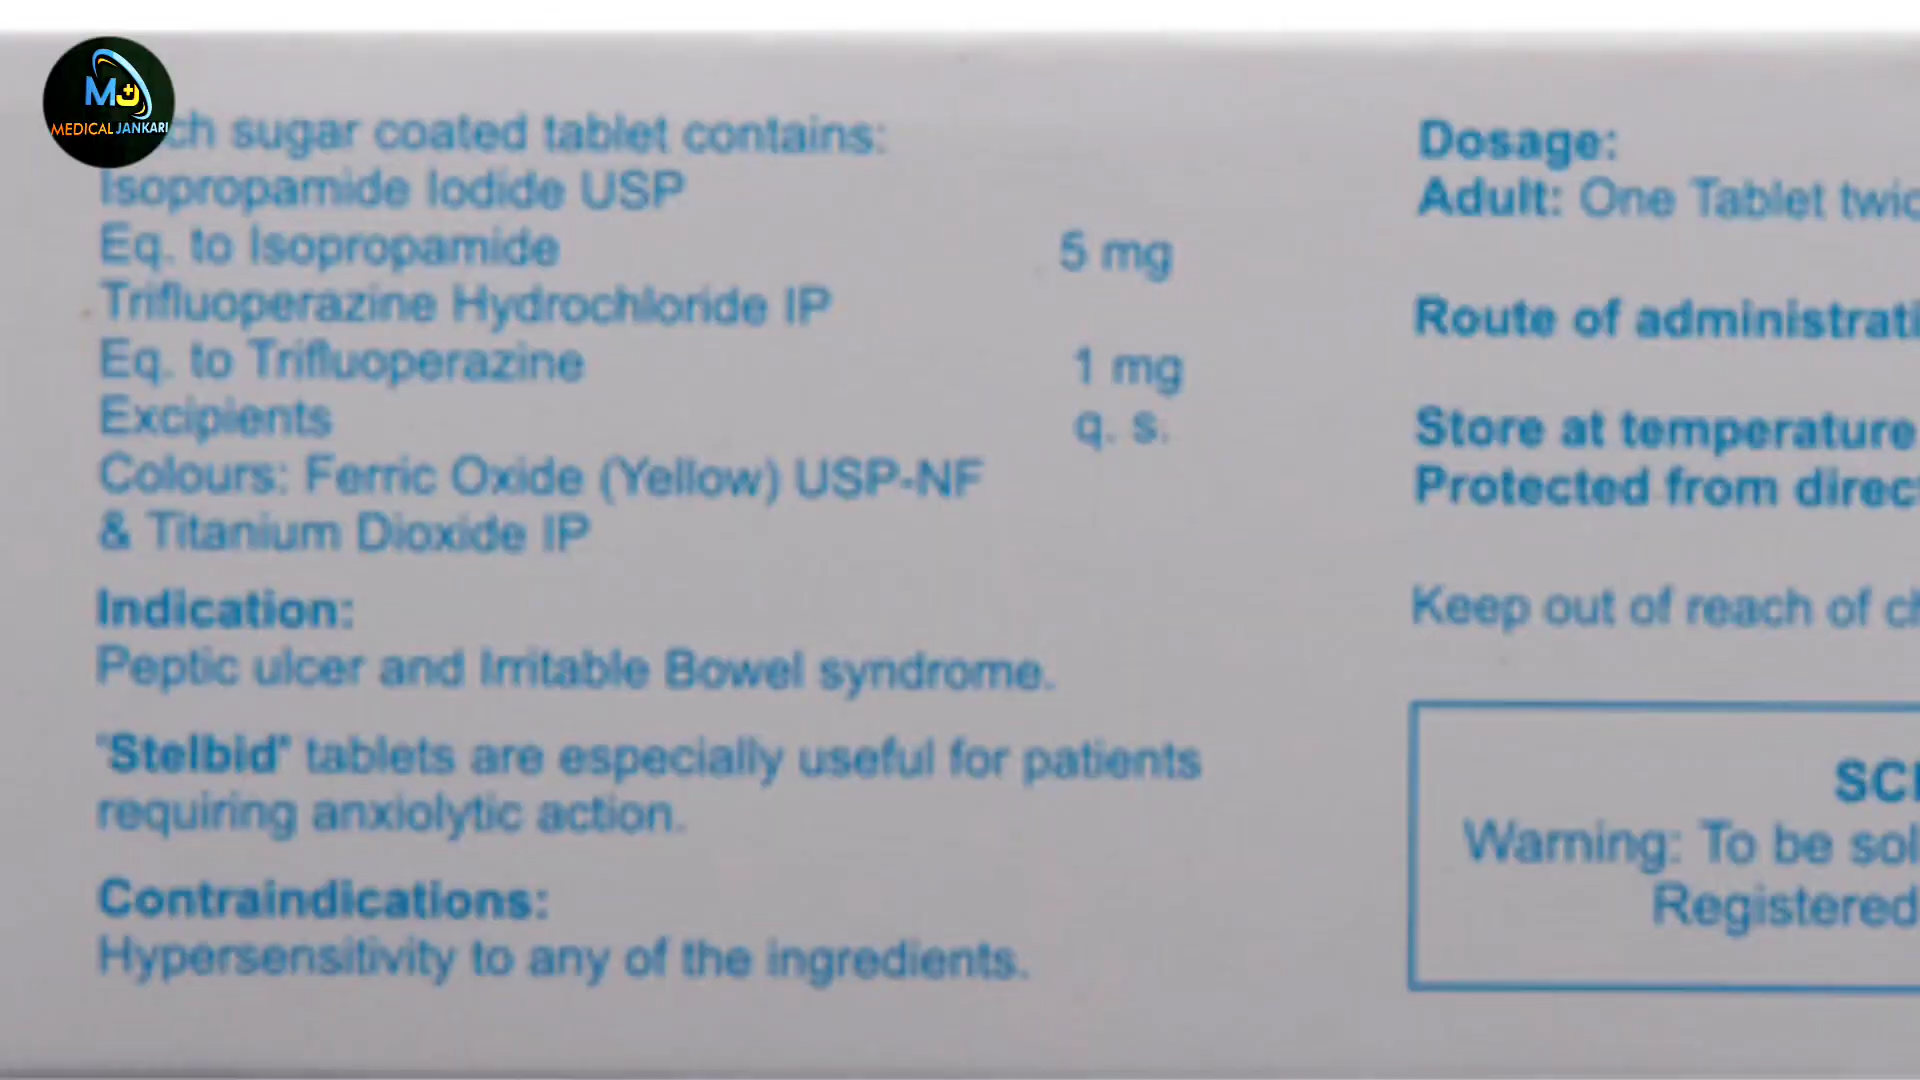 MJ
MEDICAL JANKARI
ch sugar coated tablet contains:
Isopropamide Iodide USP
Eq. to Isopropamide 5 mg
Trifluoperazine Hydrochloride IP
Eq. to Trifluoperazine 1 mg
Excipients q. s.
Colours: Ferric Oxide (Yellow) USP-NF
& Titanium Dioxide IP
Indication:
Peptic ulcer and Irritable Bowel syndrome.
"Stelbid" tablets are especially useful for patients
requiring anxiolytic action.
Contraindications:
Hypersensitivity to any of the ingredients.
Dosage:
Adult: One Tablet twic
Route of administrati
Store at temperature
Protected from direc
Keep out of reach of ch
SC
Warning: To be sol
Registered